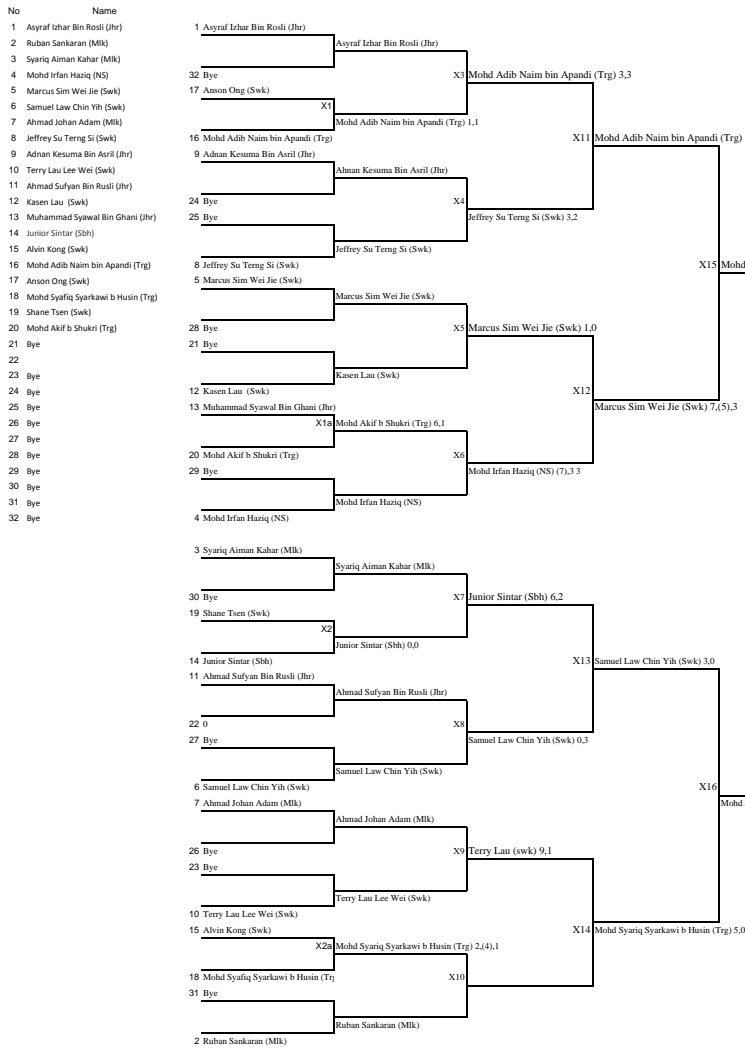 No Name
1 Asyraf Izhar Bin Rosli (Jhr)
2 Ruban Sankaran (Mlk)
3 Syariq Aiman Kahar (Mlk)
4 Mohd Irfan Haziq (NS)
5 Marcus Sim Wei Jie (Swk)
6 Samuel Law Chin Yih (Swk)
7 Ahmad Johan Adam (Mlk)
8 Jeffrey Su Terng Si (Swk)
9 Adnan Kesuma Bin Asril (Jhr)
10 Terry Lau Lee Wei (Swk)
11 Ahmad Sufyan Bin Rusli (Jhr)
12 Kasen Lau (Swk)
13 Muhammad Syawal Bin Ghani (Jhr)
14 Junior Sintar (Sbh)
15 Alvin Kong (Swk)
16 Mohd Adib Naim bin Apandi (Trg)
17 Anson Ong (Swk)
18 Mohd Syafiq Syarkawi b Husin (Trg)
19 Shane Tsen (Swk)
20 Mohd Akif b Shukri (Trg)
21 Bye
22
23 Bye
24 Bye
25 Bye
26 Bye
27 Bye
28 Bye
29 Bye
30 Bye
31 Bye
32 Bye
1 Asyraf Izhar Bin Rosli (Jhr)
Asyraf Izhar Bin Rosli (Jhr)
32 Bye
X3 Mohd Adib Naim bin Apandi (Trg) 3,3
17 Anson Ong (Swk)
X1
Mohd Adib Naim bin Apandi (Trg) 1,1
16 Mohd Adib Naim bin Apandi (Trg)
X11 Mohd Adib Naim bin Apandi (Trg)
9 Adnan Kesuma Bin Asril (Jhr)
Ahnan Kesuma Bin Asril (Jhr)
24 Bye
X4
25 Bye
Jeffrey Su Terng Si (Swk) 3,2
Jeffrey Su Terng Si (Swk)
8 Jeffrey Su Terng Si (Swk)
X15 Mohd
5 Marcus Sim Wei Jie (Swk)
Marcus Sim Wei Jie (Swk)
28 Bye
X5 Marcus Sim Wei Jie (Swk) 1,0
21 Bye
Kasen Lau (Swk)
12 Kasen Lau (Swk)
X12
13 Muhammad Syawal Bin Ghani (Jhr)
Marcus Sim Wei Jie (Swk) 7,(5),3
X1a Mohd Akif b Shukri (Trg) 6,1
20 Mohd Akif b Shukri (Trg)
X6
29 Bye
Mohd Irfan Haziq (NS) (7),3 3
Mohd Irfan Haziq (NS)
4 Mohd Irfan Haziq (NS)
3 Syariq Aiman Kahar (Mlk)
Syariq Aiman Kahar (Mlk)
30 Bye
X7 Junior Sintar (Sbh) 6,2
19 Shane Tsen (Swk)
X2
Junior Sintar (Sbh) 0,0
14 Junior Sintar (Sbh)
X13 Samuel Law Chin Yih (Swk) 3,0
11 Ahmad Sufyan Bin Rusli (Jhr)
Ahmad Sufyan Bin Rusli (Jhr)
22 0
X8
27 Bye
Samuel Law Chin Yih (Swk) 0,3
Samuel Law Chin Yih (Swk)
6 Samuel Law Chin Yih (Swk)
X16
7 Ahmad Johan Adam (Mlk)
Mohd
Ahmad Johan Adam (Mlk)
26 Bye
X9 Terry Lau (swk) 9,1
23 Bye
Terry Lau Lee Wei (Swk)
10 Terry Lau Lee Wei (Swk)
15 Alvin Kong (Swk)
X14 Mohd Syariq Syarkawi b Husin (Trg) 5,0
X2a Mohd Syariq Syarkawi b Husin (Trg) 2,(4),1
18 Mohd Syafiq Syarkawi b Husin (Trg
X10
31 Bye
Ruban Sankaran (Mlk)
2 Ruban Sankaran (Mlk)